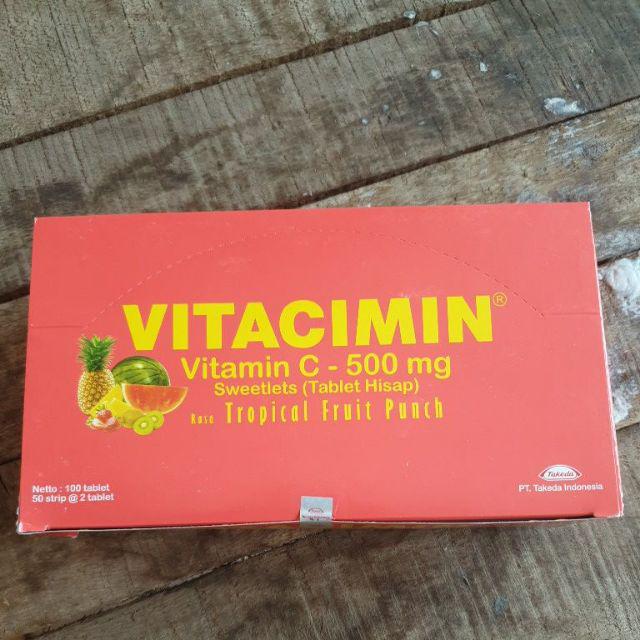 VITACIMIN®
Vitamin C - 500 mg
Sweetlets (Tablet Hisap)
Rasa Tropical Fruit Punch
Netto : 100 tablet
50 strip @ 2 tablet
Takeda
PT. Takeda Indonesia